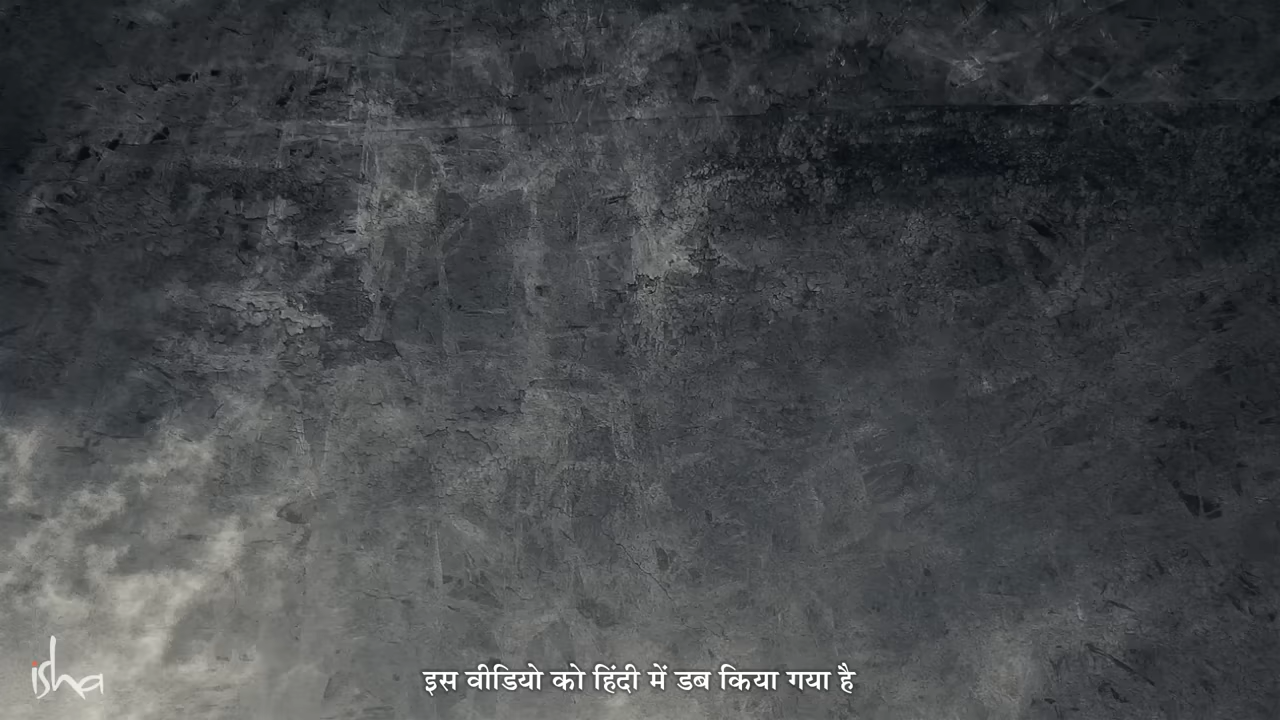 isha
इस वीडियो को हिंदी में डब किया गया है